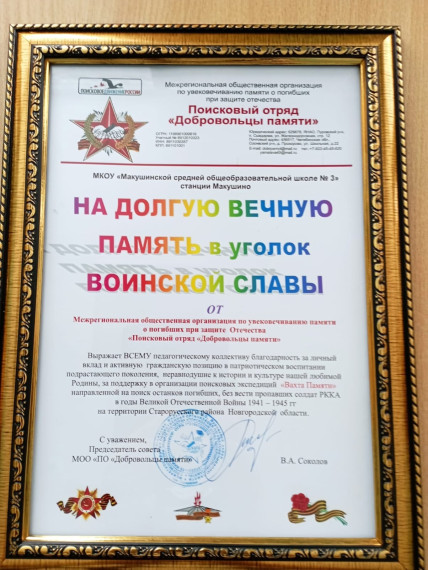 ПОИСКОВОЕ ДВИЖЕНИЕ РОССИИ
Межрегиональная общественная организация
по увековечиванию памяти о погибших
при защите отечества
Поисковый отряд
«Добровольцы памяти»
МКОУ «Макушинской средней общеобразовательной школе № 3»
станции Макушино
НА ДОЛГУЮ ВЕЧНУЮ
ПАМЯТЬ в уголок
ВОИНСКОЙ СЛАВЫ
ОТ
Межрегиональная общественная организация по увековечиванию памяти
о погибших при защите Отечества
«Поисковый отряд «Добровольцы памяти»
Выражает ВСЕМУ педагогическому коллективу благодарность за личный
вклад и активную гражданскую позицию в патриотическом воспитании
подрастающего поколения, неравнодушие к истории и культуре нашей любимой
Родины, за поддержку в организации поисковых экспедиций «Вахта Памяти»
направленной на поиск останков погибших, без вести пропавших солдат РККА
в годы Великой Отечественной Войны 1941 – 1945 гг
на территории Старорусского района Новгородской области.
С уважением,
Председатель совета
МОО «ПО «Добровольцы памяти»
В.А. Соколов